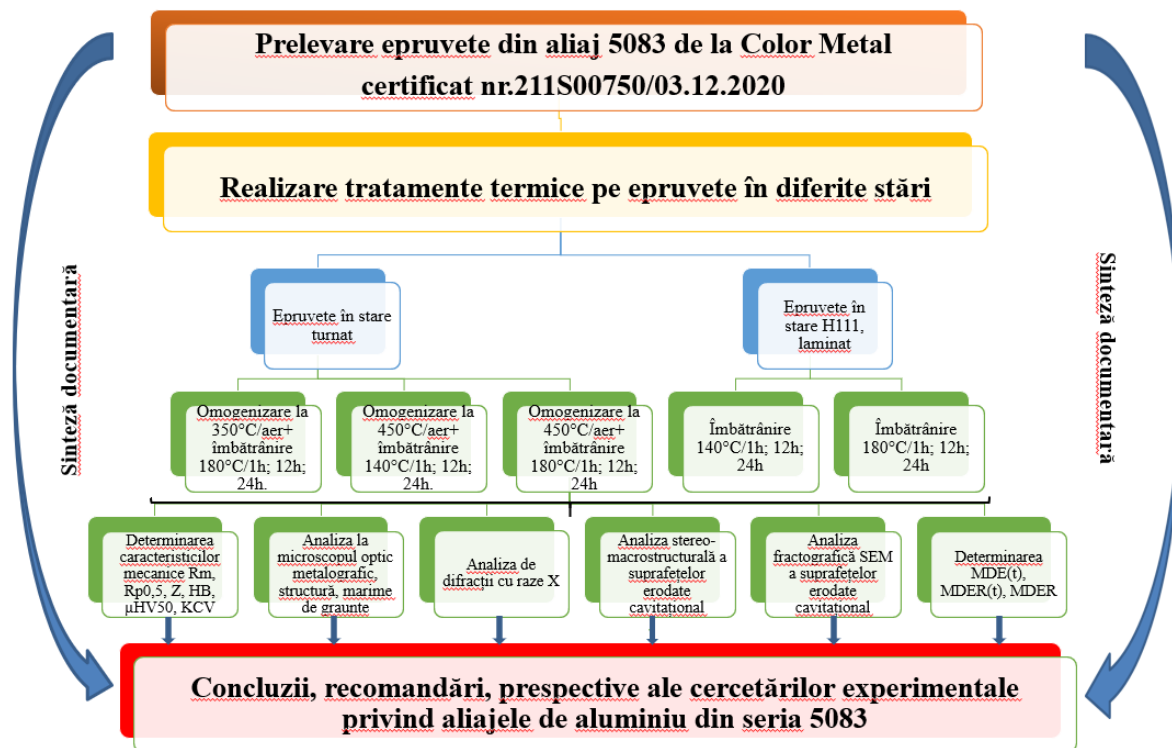 Prelevare epruvete din aliaj 5083 de la Color Metal
certificat nr.211S00750/03.12.2020
Realizare tratamente termice pe epruvete în diferite stări
Sinteză documentară
Sinteză documentară
Epruvete în stare
turnat
Epruvete în
stare H111,
laminat
Omogenizare la
350°C/aer+
îmbătrânire
180°C/1h; 12h;
24h.
Omogenizare la
450°C/aer+
îmbătrânire
140°C/1h; 12h;
24h.
Omogenizare la
450°C/aer+
îmbătrânire
180°C/1h; 12h;
24h
Îmbătrânire
140°C/1h; 12h;
24h
Îmbătrânire
180°C/1h; 12h;
24h
Determinarea
caracteristicilor
mecanice Rm,
Rp0,5, Z, HB,
µHV50, KCV
Analiza la
microscopul optic
metalografic,
structură, marime
de graunte
Analiza de
difracții cu raze X
Analiza stereo-
macrostructurală a
suprafețelor
erodate
cavitațional
Analiza
fractografică SEM
a suprafețelor
erodate
cavitațional
Determinarea
MDE(t),
MDER(t), MDER
Concluzii, recomandări, prespective ale cercetărilor experimentale
privind aliajele de aluminiu din seria 5083